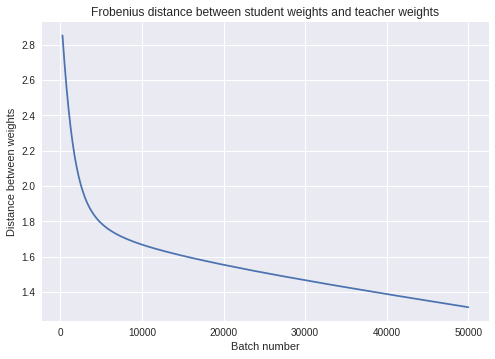 Frobenius distance between student weights and teacher weights
Distance between weights
2.8
2.6
2.4
2.2
2.0
1.8
1.6
1.4
0 10000 20000 30000 40000 50000
Batch number